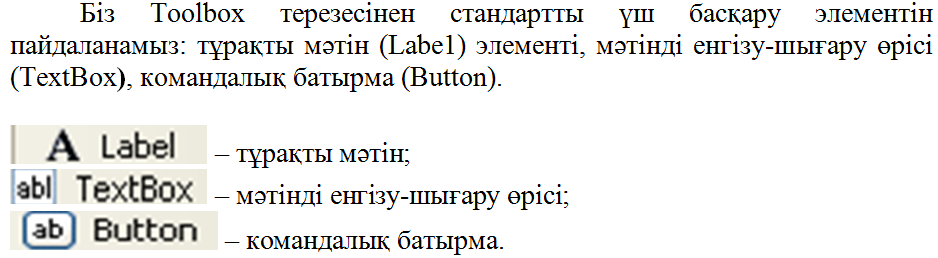 Біз Toolbox терезесінен стандартты үш басқару элементін
пайдаланамыз: тұрақты мәтін (Labe1) элементі, мәтінді енгізу-шығару өрісі
(TextBox), командалық батырма (Button).
A Label – тұрақты мәтін;
abl TextBox – мәтінді енгізу-шығару өрісі;
ab Button – командалық батырма.